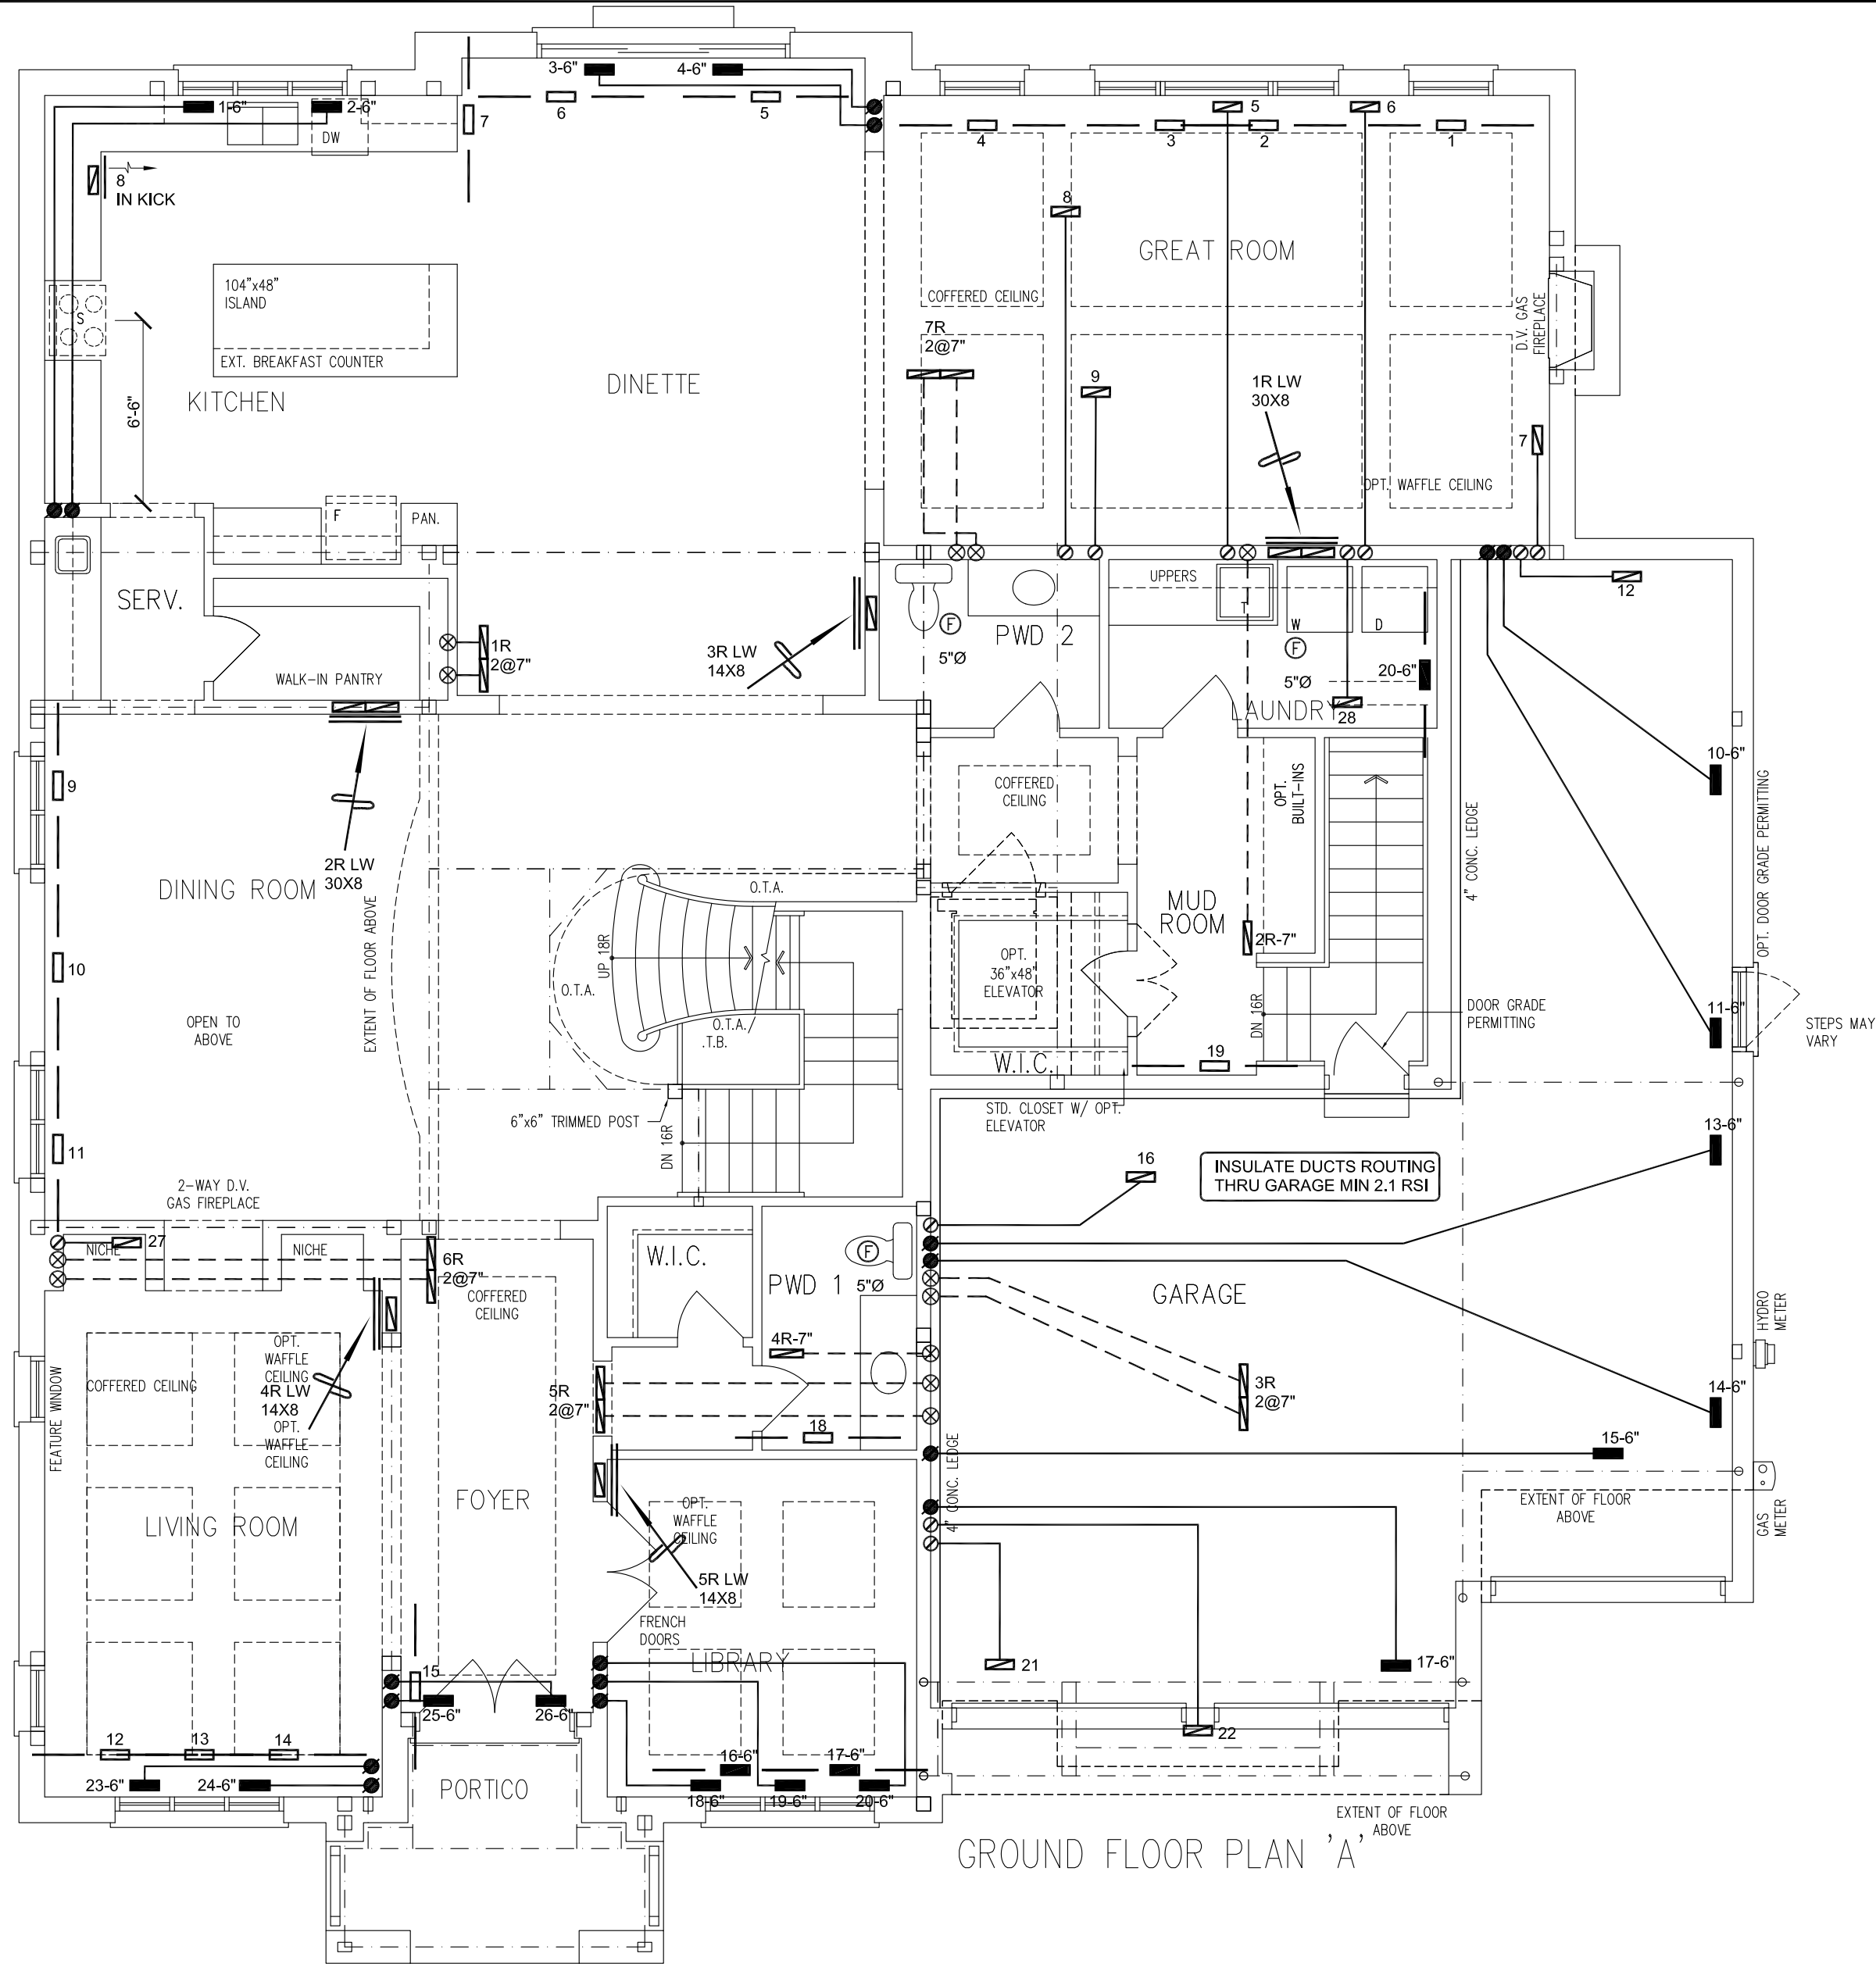 3-6"
4-6"
1-6"
2-6"
DW
7
6
5
8
IN KICK
4
3
2
1
5
6
8
GREAT ROOM
COFFERED CEILING
104"x48"
ISLAND
EXT. BREAKFAST COUNTER
S
6'-6"
KITCHEN
DINETTE
7R
2@7"
9
1R LW
30X8
D.V. GAS
FIREPLACE
7
OPT. WAFFLE CEILING
F
PAN.
SERV.
WALK-IN PANTRY
1R
2@7"
3R LW
14X8
F
5"Ø
PWD 2
UPPERS
T
W
D
F
5"Ø
20-6"
LAUNDRY
28
12
10-6"
OPT. DOOR GRADE PERMITTING
9
2R LW
30X8
DINING ROOM
EXTENT OF FLOOR ABOVE
10
OPEN TO
ABOVE
11
O.T.A.
UP 18R
O.T.A.
O.T.A.
.T.B.
6"x6" TRIMMED POST
DN 16R
COFFERED
CEILING
OPT.
BUILT-INS
MUD
ROOM
2R-7"
OPT.
36"x48"
ELEVATOR
W.I.C.
19
DN 16R
4" CONC. LEDGE
DOOR GRADE
PERMITTING
11-6"
STEPS MAY
VARY
STD. CLOSET W/ OPT.
ELEVATOR
13-6"
16
INSULATE DUCTS ROUTING
THRU GARAGE MIN 2.1 RSI
2-WAY D.V.
GAS FIREPLACE
NICHE
27
NICHE
6R
2@7"
COFFERED
CEILING
W.I.C.
PWD 1
F
5"Ø
GARAGE
HYDRO
METER
4R-7"
5R
2@7"
3R
2@7"
14-6"
18
15-6"
OPT.
WAFFLE
CEILING
COFFERED CEILING
4R LW
14X8
OPT.
WAFFLE
CEILING
FEATURE WINDOW
LIVING ROOM
FOYER
OPT.
WAFFLE
CEILING
5R LW
14X8
FRENCH
DOORS
LIBRARY
4" CONC. LEDGE
EXTENT OF FLOOR
ABOVE
GAS
METER
15
25-6"
26-6"
21
17-6"
22
12
13
14
23-6"
24-6"
16-6"
17-6"
18-6"
19-6"
20-6"
PORTICO
EXTENT OF FLOOR
ABOVE
GROUND FLOOR PLAN 'A'